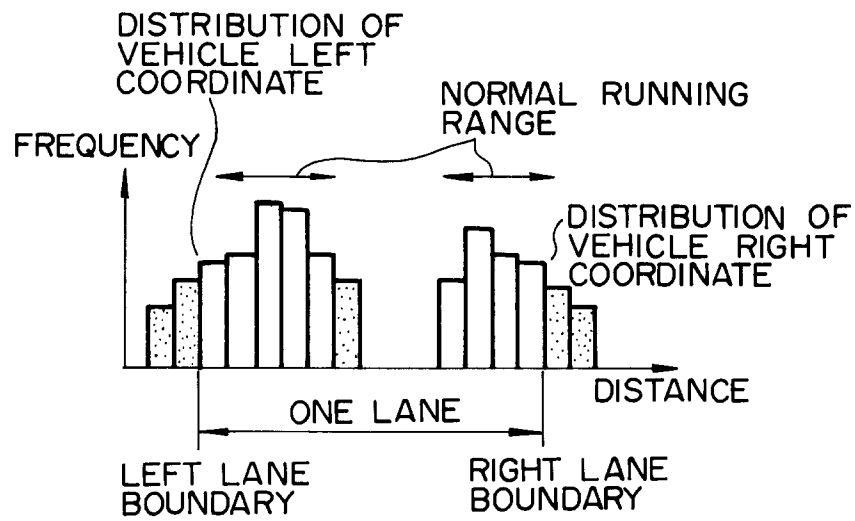 DISTRIBUTION OF
VEHICLE LEFT
COORDINATE
NORMAL RUNNING
RANGE
FREQUENCY
DISTRIBUTION OF
VEHICLE RIGHT
COORDINATE
DISTANCE
ONE LANE
LEFT LANE
BOUNDARY
RIGHT LANE
BOUNDARY